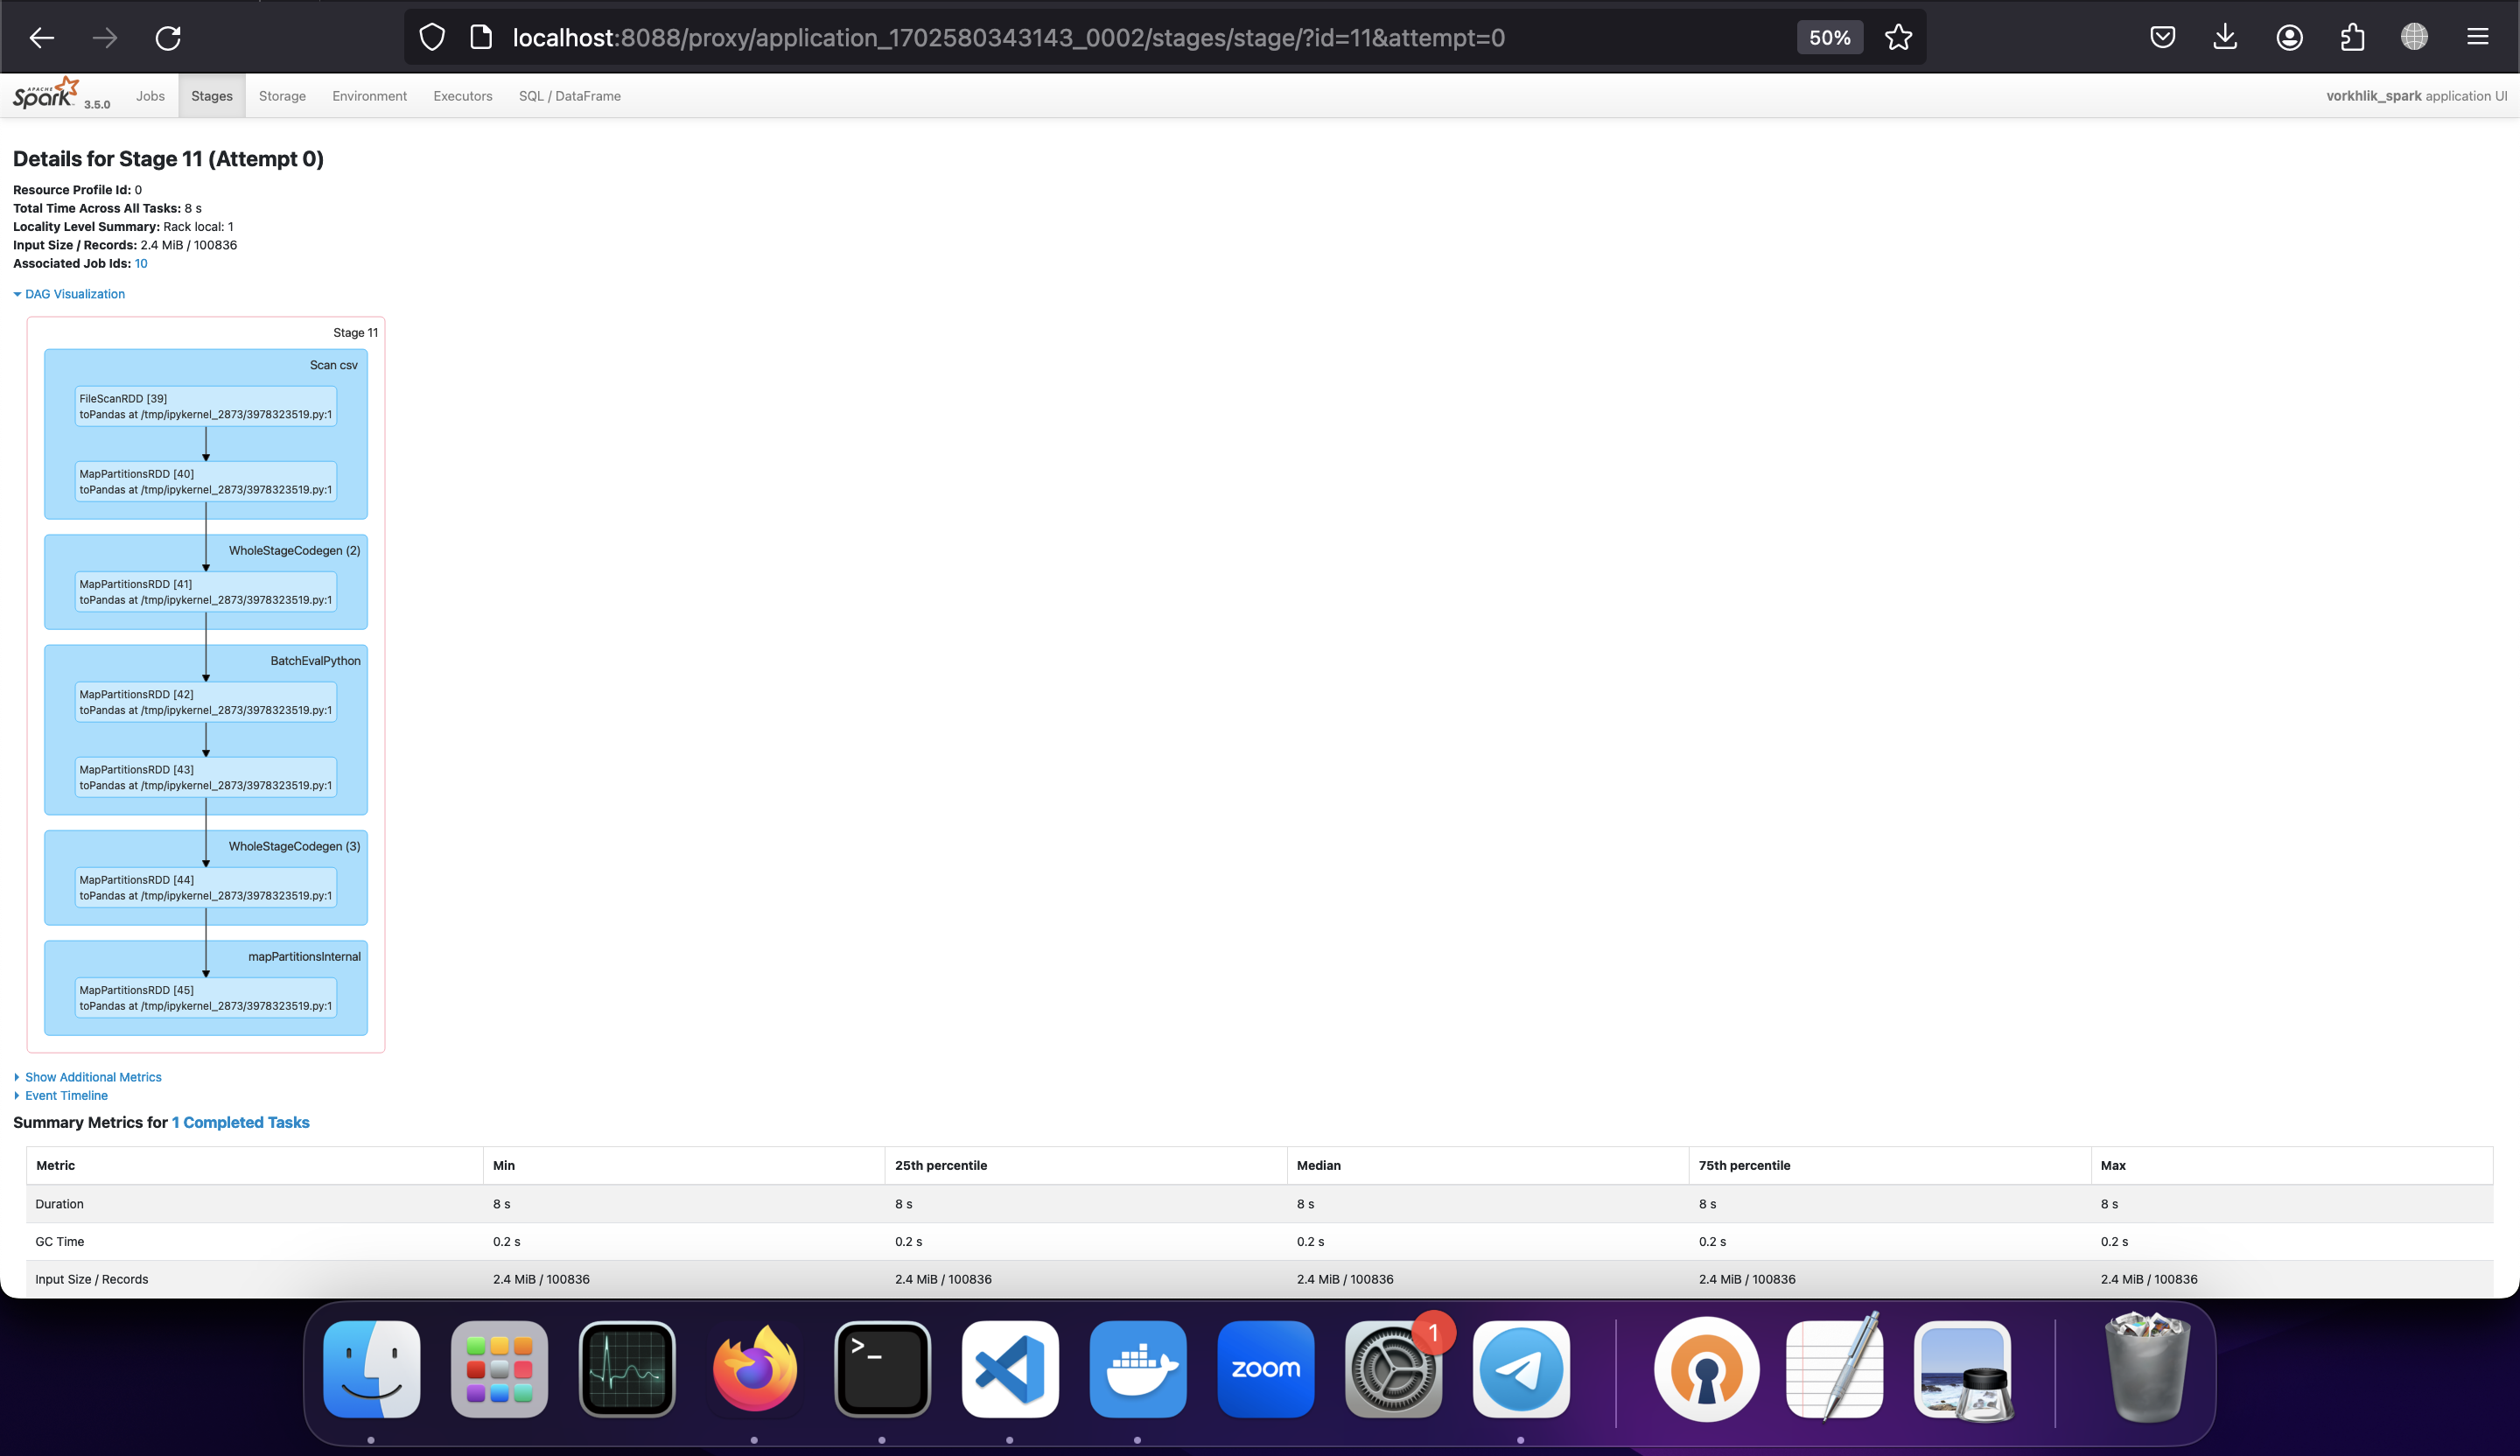 localhost:8088/proxy/application_1702580343143_0002/stages/stage/?id=11&attempt=0 50%
APACHE Spark 3.5.0 Jobs Stages Storage Environment Executors SQL / DataFrame vorkhlik_spark application UI
Details for Stage 11 (Attempt 0)
Resource Profile Id: 0
Total Time Across All Tasks: 8 s
Locality Level Summary: Rack local: 1
Input Size / Records: 2.4 MiB / 100836
Associated Job Ids: 10
DAG Visualization
Stage 11
Scan csv
FileScanRDD [39]
toPandas at /tmp/ipykernel_2873/3978323519.py:1
MapPartitionsRDD [40]
toPandas at /tmp/ipykernel_2873/3978323519.py:1
WholeStageCodegen (2)
MapPartitionsRDD [41]
toPandas at /tmp/ipykernel_2873/3978323519.py:1
BatchEvalPython
MapPartitionsRDD [42]
toPandas at /tmp/ipykernel_2873/3978323519.py:1
MapPartitionsRDD [43]
toPandas at /tmp/ipykernel_2873/3978323519.py:1
WholeStageCodegen (3)
MapPartitionsRDD [44]
toPandas at /tmp/ipykernel_2873/3978323519.py:1
mapPartitionsInternal
MapPartitionsRDD [45]
toPandas at /tmp/ipykernel_2873/3978323519.py:1
Show Additional Metrics
Event Timeline
Summary Metrics for 1 Completed Tasks
Metric Min 25th percentile Median 75th percentile Max
Duration 8 s 8 s 8 s 8 s 8 s
GC Time 0.2 s 0.2 s 0.2 s 0.2 s 0.2 s
Input Size / Records 2.4 MiB / 100836 2.4 MiB / 100836 2.4 MiB / 100836 2.4 MiB / 100836 2.4 MiB / 100836
>_ zoom 1